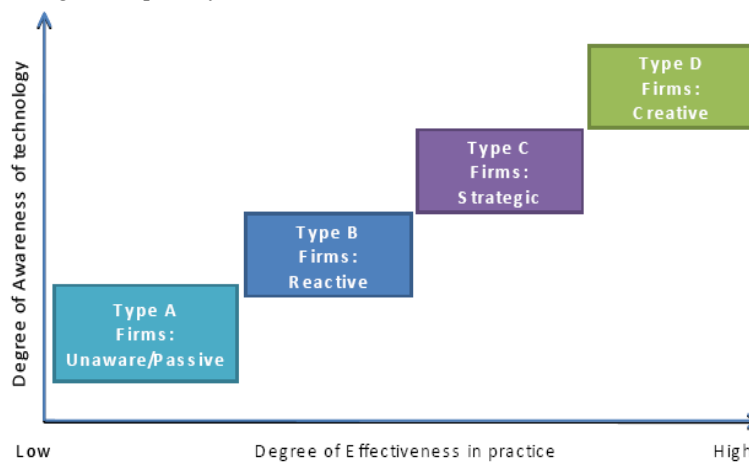 Degree of Awareness of technology
Type D
Firms:
Creative
Type C
Firms:
Strategic
Type B
Firms:
Reactive
Type A
Firms:
Unaware/Passive
Low Degree of Effectiveness in practice High